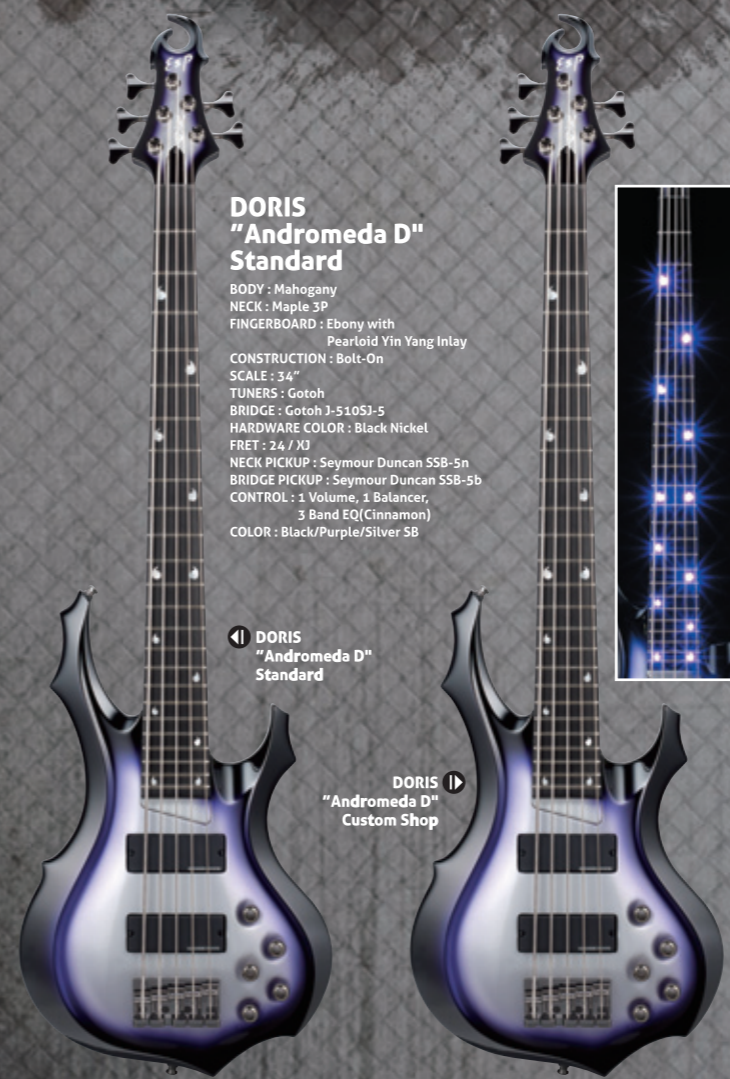 ESP
ESP
DORIS
"Andromeda D"
Standard
BODY : Mahogany
NECK : Maple 3P
FINGERBOARD : Ebony with
Pearloid Yin Yang Inlay
CONSTRUCTION : Bolt-On
SCALE : 34"
TUNERS : Gotoh
BRIDGE : Gotoh J-510SJ-5
HARDWARE COLOR : Black Nickel
FRET : 24 / XJ
NECK PICKUP : Seymour Duncan SSB-5n
BRIDGE PICKUP : Seymour Duncan SSB-5b
CONTROL : 1 Volume, 1 Balancer,
3 Band EQ(Cinnamon)
COLOR : Black/Purple/Silver SB
DORIS
"Andromeda D"
Standard
DORIS
"Andromeda D"
Custom Shop